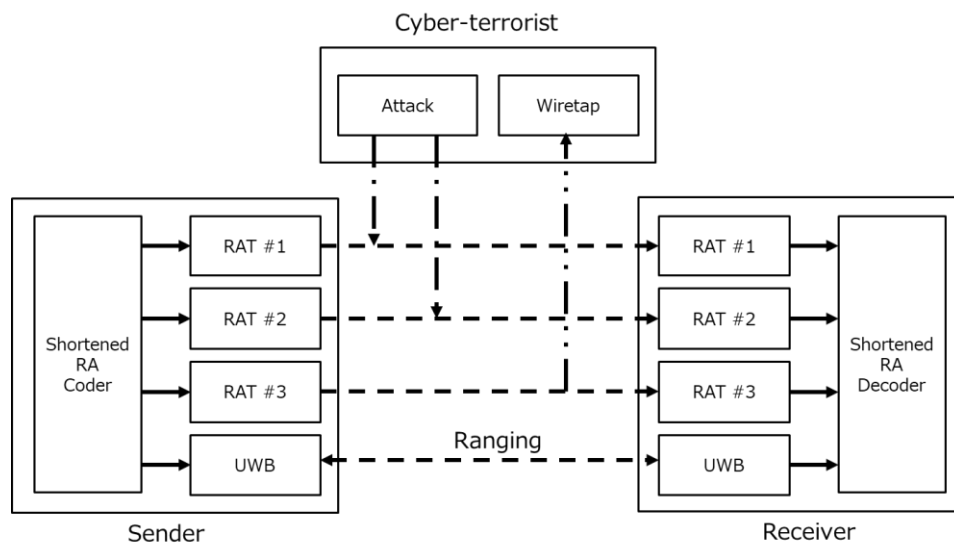 Cyber-terrorist
Attack
Wiretap
Shortened
RA
Coder
RAT #1
RAT #2
RAT #3
UWB
Sender
Ranging
RAT #1
RAT #2
RAT #3
UWB
Shortened
RA
Decoder
Receiver